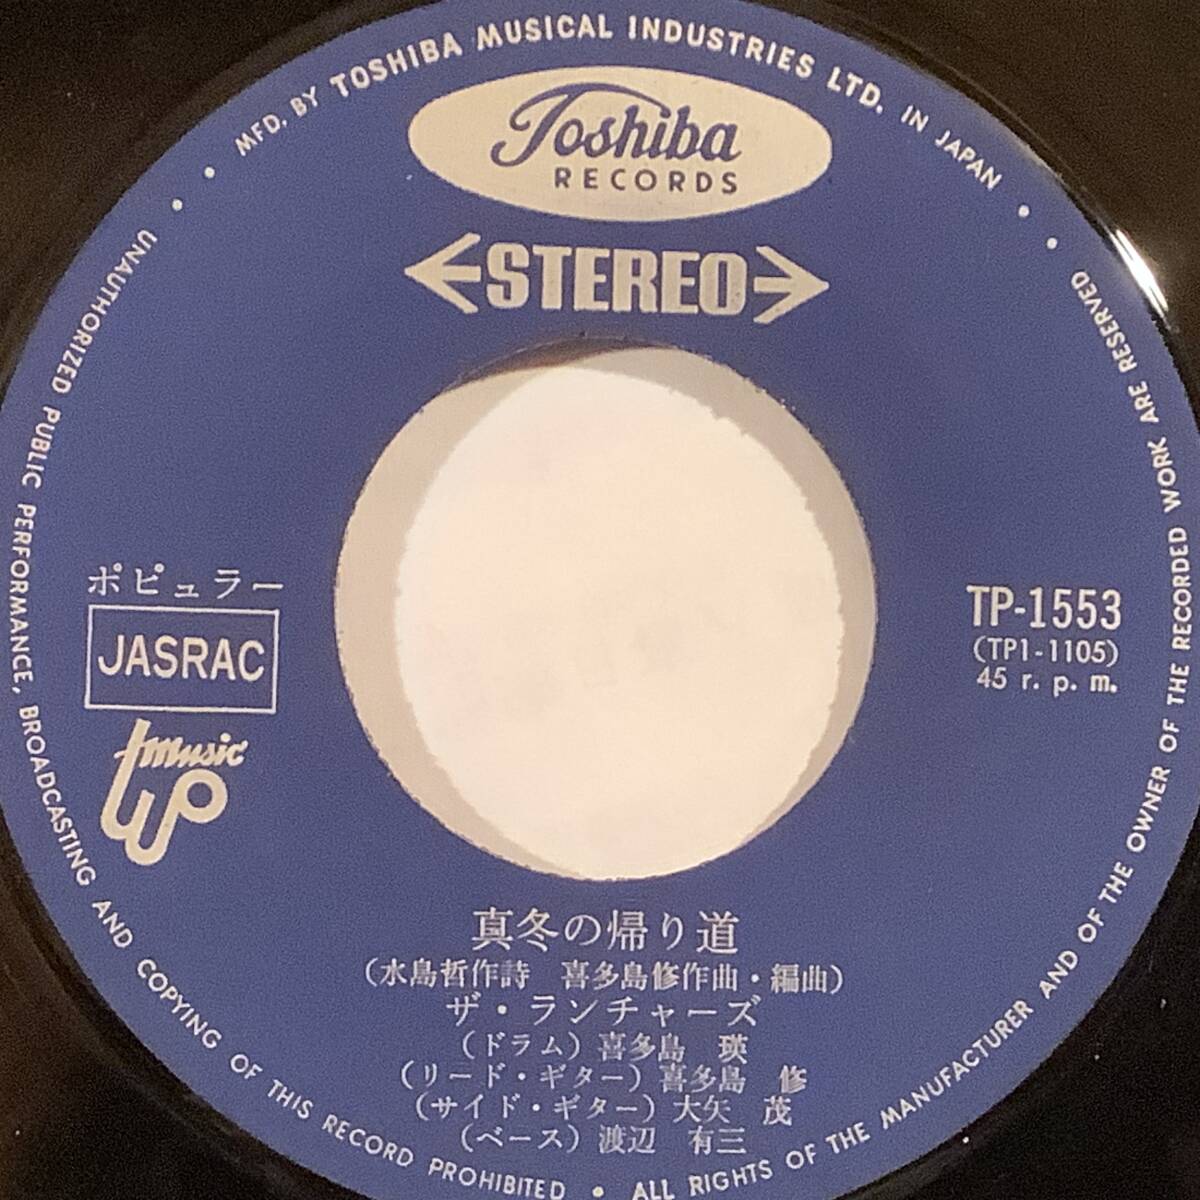 MFD. BY TOSHIBA MUSICAL INDUSTRIES LTD. IN JAPAN
Toshiba
RECORDS
STEREO
ポピュラー
JASRAC
music
up
TP-1553
(TP1-1105)
45 r. p. m.
真冬の帰り道
(水島哲作詩 喜多島修作曲・編曲)
ザ・ランチャーズ
(ドラム)喜多島 瑛
(リード・ギター)喜多島 修
(サイド・ギター)大矢 茂
(ベース)渡辺 有三
UNAUTHORIZED PUBLIC PERFORMANCE, BROADCASTING AND COPYING OF THIS RECORD PROHIBITED • ALL RIGHTS OF THE MANUFACTURER AND OF THE OWNER OF THE RECORDED WORK ARE RESERVED